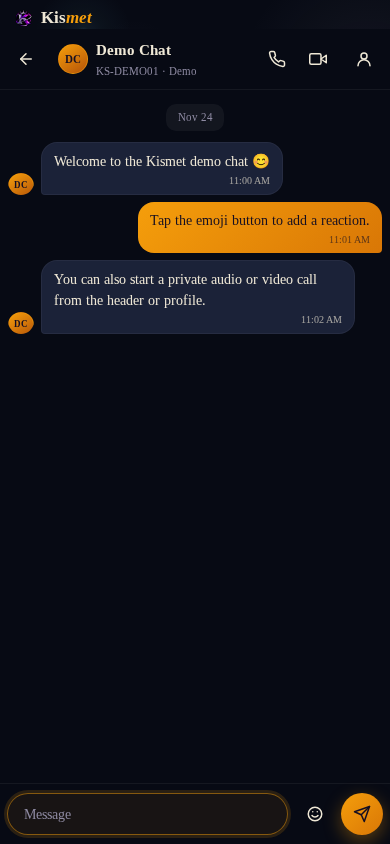 Kismet
DC
Demo Chat
KS-DEMO01 · Demo
Nov 24
Welcome to the Kismet demo chat 😊
11:00 AM
DC
Tap the emoji button to add a reaction.
11:01 AM
You can also start a private audio or video call
from the header or profile.
11:02 AM
DC
Message